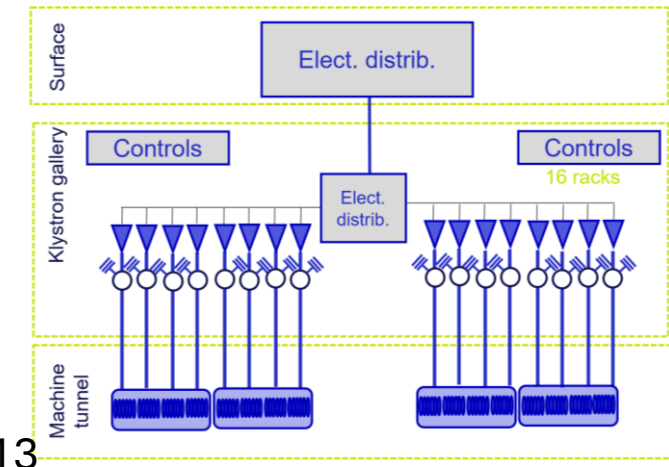 Surface
Elect. distrib.
Klystron gallery
Controls
Controls
16 racks
Elect.
distrib.
Machine
tunnel
13